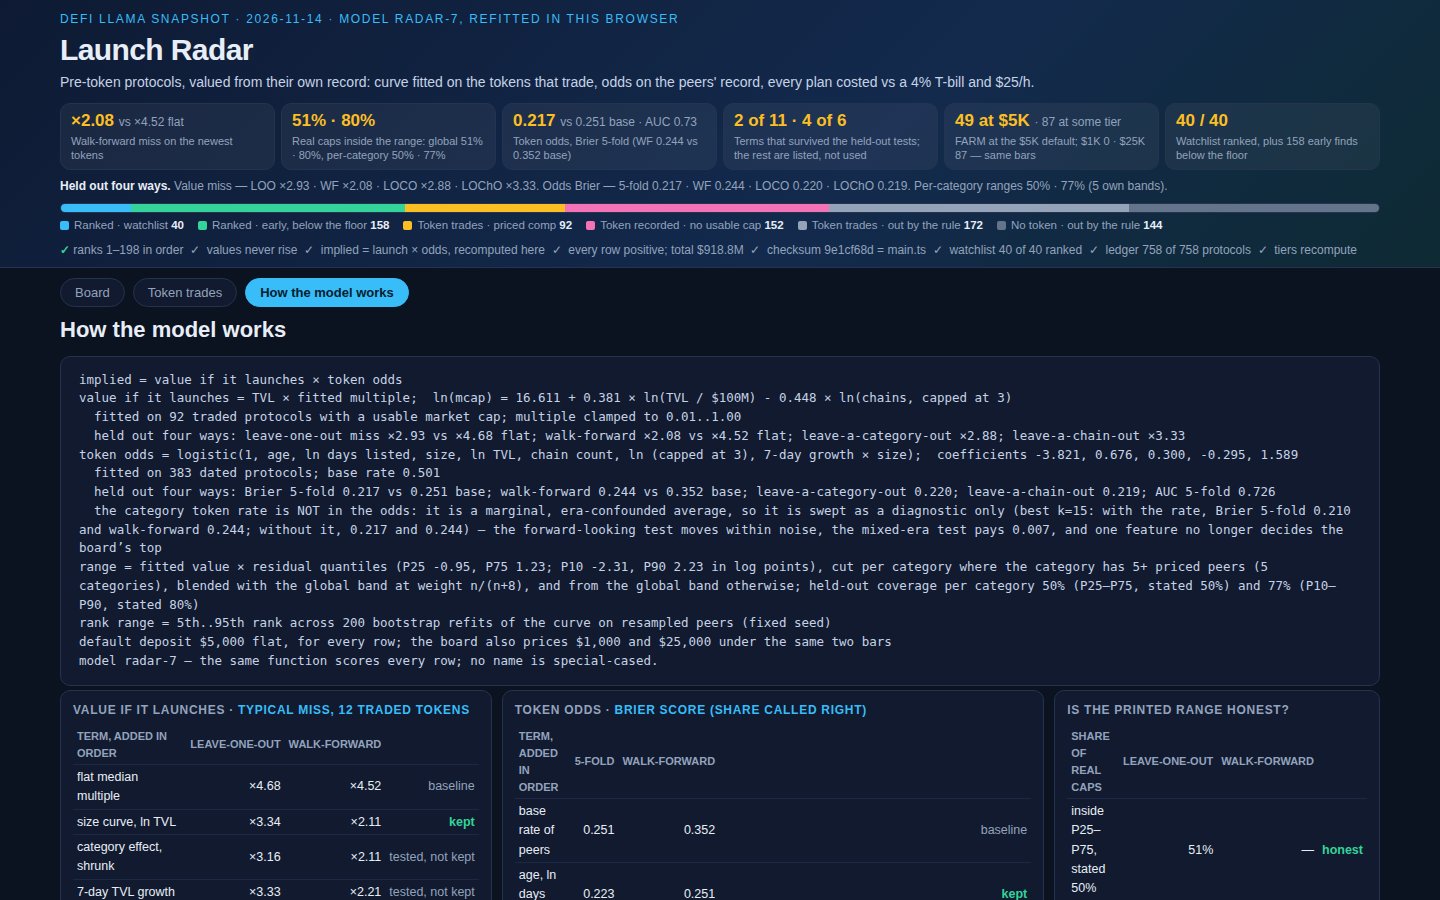 DEFI LLAMA SNAPSHOT · 2026-11-14 · MODEL RADAR-7, REFITTED IN THIS BROWSER
Launch Radar
Pre-token protocols, valued from their own record: curve fitted on the tokens that trade, odds on the peers' record, every plan costed vs a 4% T-bill and $25/h.
×2.08 vs ×4.52 flat
Walk-forward miss on the newest
tokens
51% · 80%
Real caps inside the range: global 51%
· 80%, per-category 50% · 77%
0.217 vs 0.251 base · AUC 0.73
Token odds, Brier 5-fold (WF 0.244 vs
0.352 base)
2 of 11 · 4 of 6
Terms that survived the held-out tests;
the rest are listed, not used
49 at $5K · 87 at some tier
FARM at the $5K default; $1K 0 · $25K
87 — same bars
40 / 40
Watchlist ranked, plus 158 early finds
below the floor
Held out four ways. Value miss — LOO ×2.93 · WF ×2.08 · LOCO ×2.88 · LOChO ×3.33. Odds Brier — 5-fold 0.217 · WF 0.244 · LOCO 0.220 · LOChO 0.219. Per-category ranges 50% · 77% (5 own bands).
Ranked · watchlist 40 Ranked · early, below the floor 158 Token trades · priced comp 92 Token recorded · no usable cap 152 Token trades · out by the rule 172 No token · out by the rule 144
✓ ranks 1–198 in order ✓ values never rise ✓ implied = launch × odds, recomputed here ✓ every row positive; total $918.8M ✓ checksum 9e1cf68d = main.ts ✓ watchlist 40 of 40 ranked ✓ ledger 758 of 758 protocols ✓ tiers recompute
Board Token trades How the model works
How the model works
implied = value if it launches × token odds
value if it launches = TVL × fitted multiple; ln(mcap) = 16.611 + 0.381 × ln(TVL / $100M) - 0.448 × ln(chains, capped at 3)
fitted on 92 traded protocols with a usable market cap; multiple clamped to 0.01..1.00
held out four ways: leave-one-out miss ×2.93 vs ×4.68 flat; walk-forward ×2.08 vs ×4.52 flat; leave-a-category-out ×2.88; leave-a-chain-out ×3.33
token odds = logistic(1, age, ln days listed, size, ln TVL, chain count, ln (capped at 3), 7-day growth × size); coefficients -3.821, 0.676, 0.300, -0.295, 1.589
fitted on 383 dated protocols; base rate 0.501
held out four ways: Brier 5-fold 0.217 vs 0.251 base; walk-forward 0.244 vs 0.352 base; leave-a-category-out 0.220; leave-a-chain-out 0.219; AUC 5-fold 0.726
the category token rate is NOT in the odds: it is a marginal, era-confounded average, so it is swept as a diagnostic only (best k=15: with the rate, Brier 5-fold 0.210
and walk-forward 0.244; without it, 0.217 and 0.244) — the forward-looking test moves within noise, the mixed-era test pays 0.007, and one feature no longer decides the
board’s top
range = fitted value × residual quantiles (P25 -0.95, P75 1.23; P10 -2.31, P90 2.23 in log points), cut per category where the category has 5+ priced peers (5
categories), blended with the global band at weight n/(n+8), and from the global band otherwise; held-out coverage per category 50% (P25–P75, stated 50%) and 77% (P10–
P90, stated 80%)
rank range = 5th..95th rank across 200 bootstrap refits of the curve on resampled peers (fixed seed)
default deposit $5,000 flat, for every row; the board also prices $1,000 and $25,000 under the same two bars
model radar-7 — the same function scores every row; no name is special-cased.
VALUE IF IT LAUNCHES · TYPICAL MISS, 12 TRADED TOKENS
TERM, ADDED IN
ORDER
LEAVE-ONE-OUT WALK-FORWARD
flat median
multiple
×4.68 ×4.52 baseline
size curve, ln TVL ×3.34 ×2.11 kept
category effect,
shrunk
×3.16 ×2.11 tested, not kept
7-day TVL growth ×3.33 ×2.21 tested, not kept
TOKEN ODDS · BRIER SCORE (SHARE CALLED RIGHT)
TERM,
ADDED
IN
ORDER
5-FOLD WALK-FORWARD
base
rate of
peers
0.251 0.352 baseline
age, ln
days
0.223 0.251 kept
IS THE PRINTED RANGE HONEST?
SHARE
OF
REAL
CAPS
LEAVE-ONE-OUT WALK-FORWARD
inside
P25–
P75,
stated
50%
51% — honest